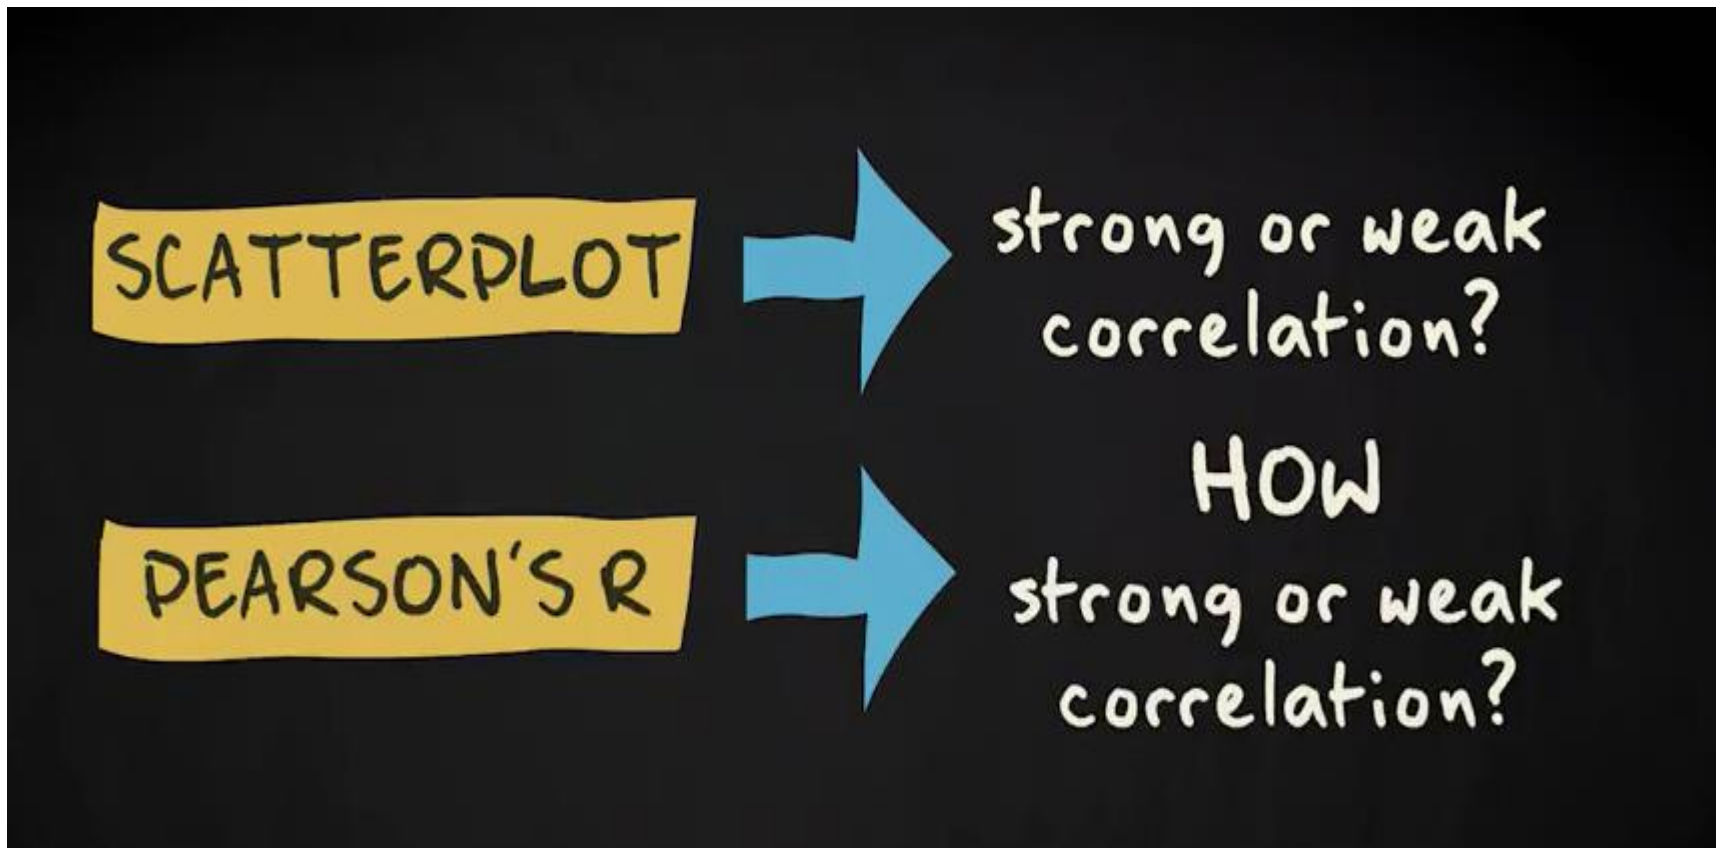 SCATTERPLOT
strong or weak
correlation?
PEARSON'S R
HOW
strong or weak
correlation?